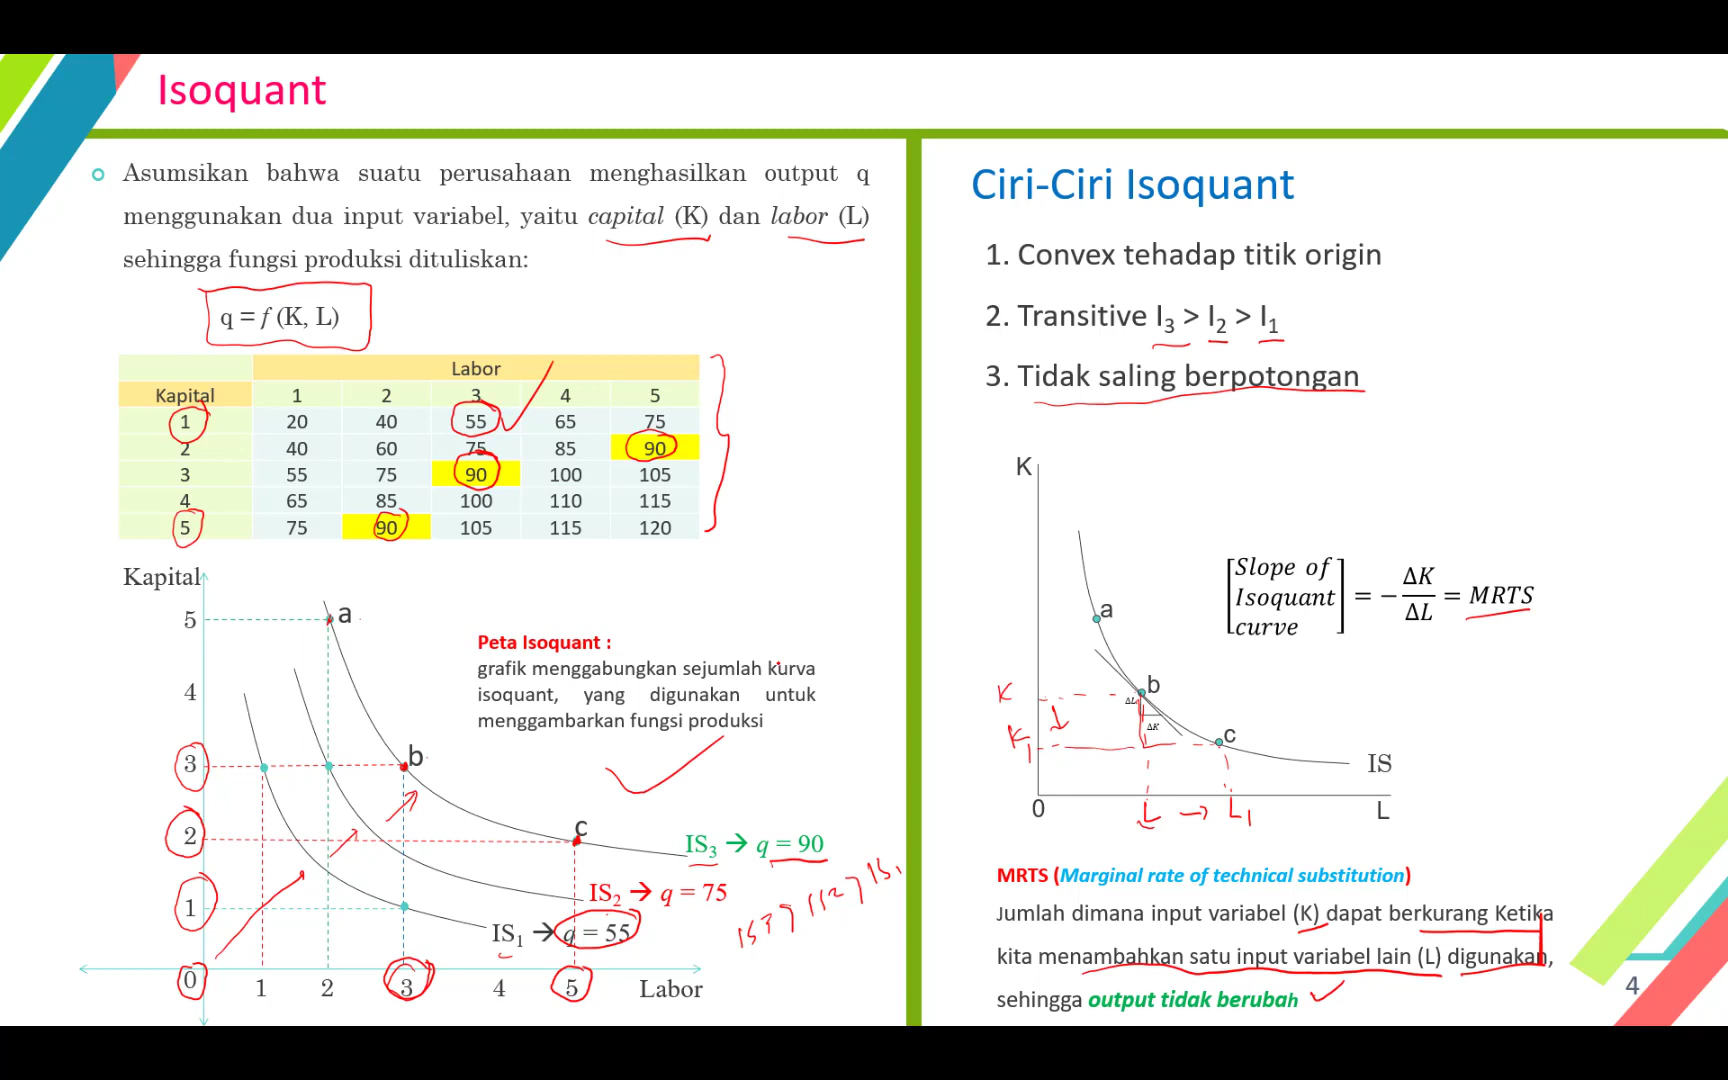 Isoquant
Asumsikan bahwa suatu perusahaan menghasilkan output q
menggunakan dua input variabel, yaitu capital (K) dan labor (L)
sehingga fungsi produksi dituliskan:
q = f (K, L)
Labor
Kapital 1 2 3 4 5
1 20 40 55 65 75
2 40 60 75 85 90
3 55 75 90 100 105
4 65 85 100 110 115
5 75 90 105 115 120
Kapital
5
4
3
2
1
0
1 2 3 4 5 Labor
a
b
c
Peta Isoquant :
grafik menggabungkan sejumlah kurva
isoquant, yang digunakan untuk
menggambarkan fungsi produksi
IS3 → q = 90
IS2 → q = 75
IS1 → q = 55
IS3 > IS2 > IS1
Ciri-Ciri Isoquant
1. Convex tehadap titik origin
2. Transitive I3 > I2 > I1
3. Tidak saling berpotongan
K
a
b
c
ΔL
ΔK
K
K1
0
L → L1
IS
L
[Slope of
Isoquant
curve] = − ΔK/ΔL = MRTS
MRTS (Marginal rate of technical substitution)
Jumlah dimana input variabel (K) dapat berkurang Ketika
kita menambahkan satu input variabel lain (L) digunakan,
sehingga output tidak berubah
4